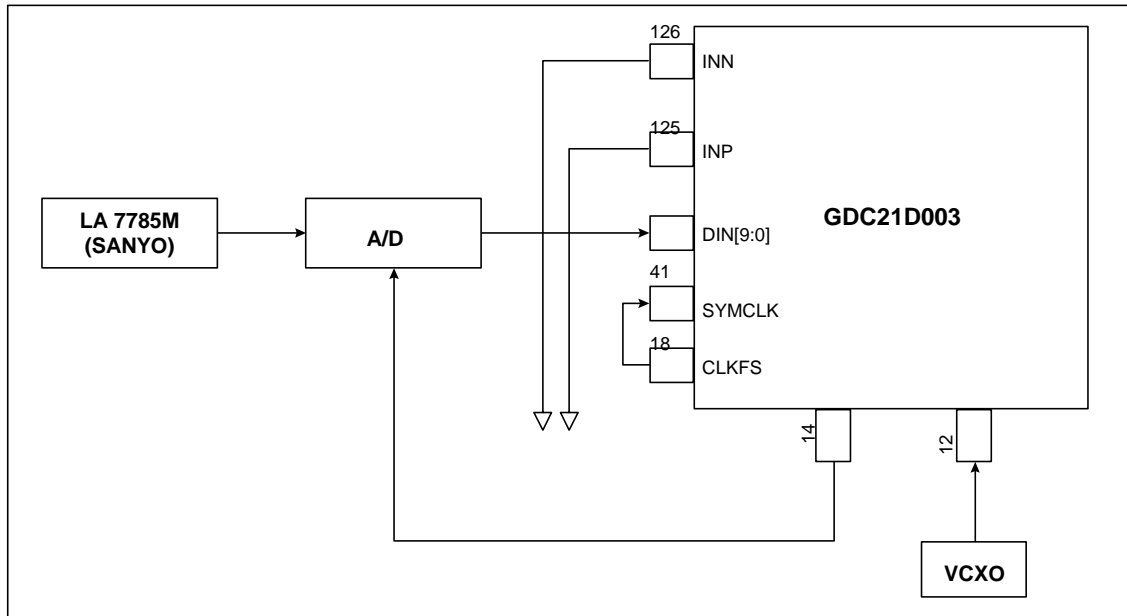 126
INN
125
INP
GDC21D003
LA 7785M
(SANYO)
A/D
DIN[9:0]
41
SYMCLK
18
CLKFS
14
12
VCXO